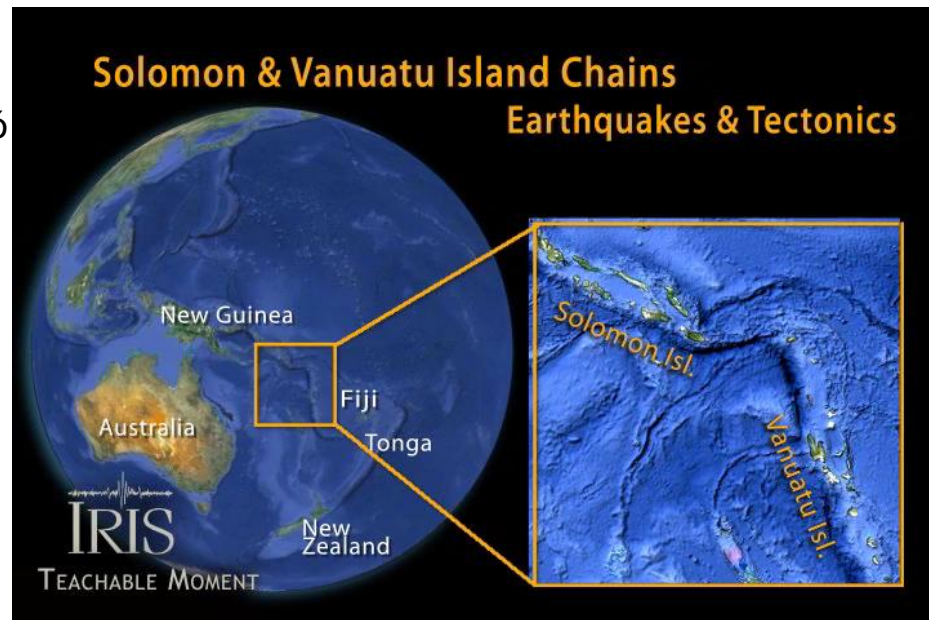 Solomon & Vanuatu Island Chains
Earthquakes & Tectonics
New Guinea
Australia
Fiji
Tonga
New
Zealand
Solomon Isl.
Vanuatu Isl.
IRIS
TEACHABLE MOMENT